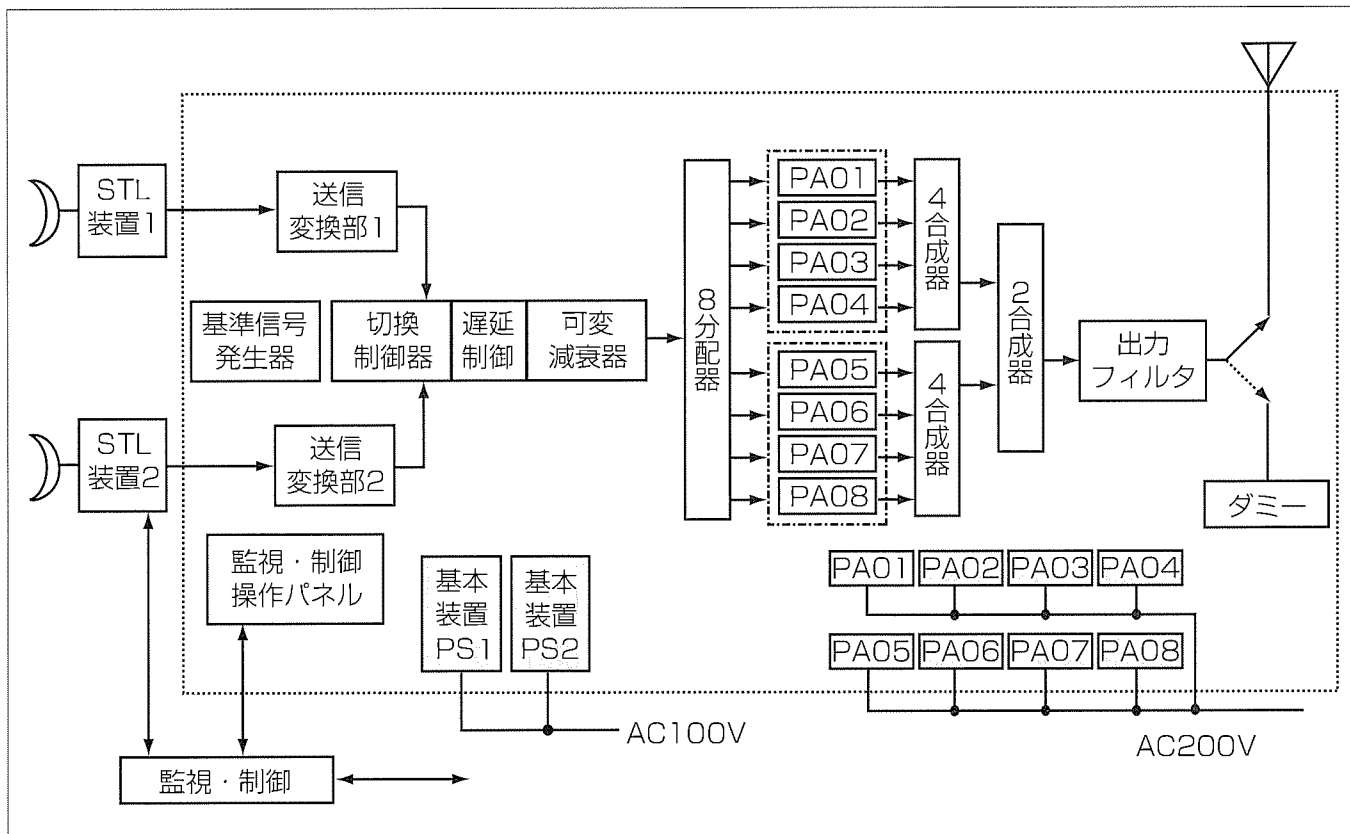 STL
装置1
送信
変換部1
基準信号
発生器
切換
制御器
遅延
制御
可変
減衰器
STL
装置2
送信
変換部2
8分配器
PA01
PA02
PA03
PA04
PA05
PA06
PA07
PA08
4合成器
4合成器
2合成器
出力
フィルタ
ダミー
監視・制御
操作パネル
基本
装置
PS1
基本
装置
PS2
AC100V
PA01 PA02 PA03 PA04
PA05 PA06 PA07 PA08
AC200V
監視・制御